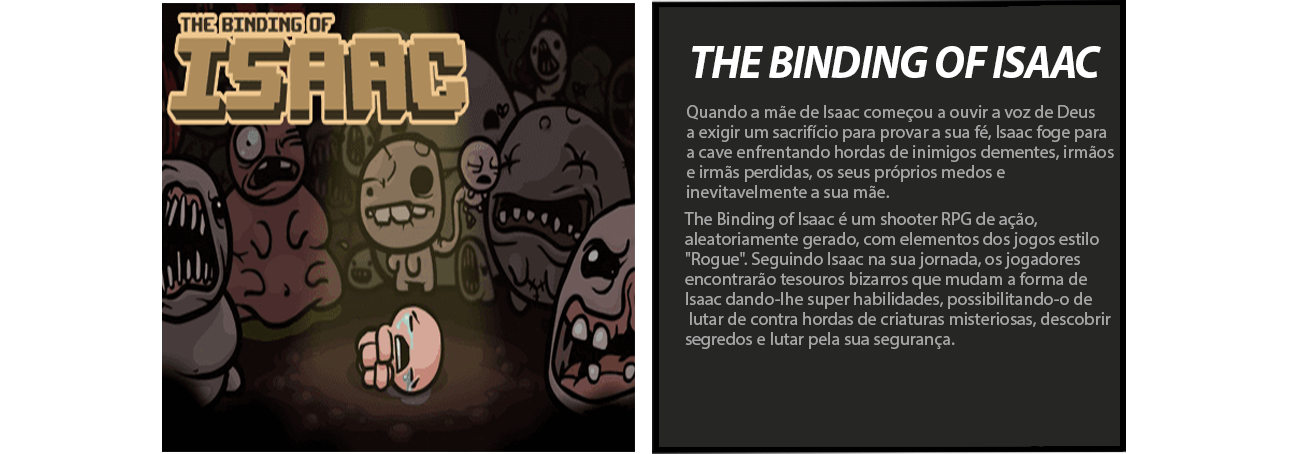 THE BINDING OF
ISAAC
THE BINDING OF ISAAC
Quando a mãe de Isaac começou a ouvir a voz de Deus
a exigir um sacrifício para provar a sua fé, Isaac foge para
a cave enfrentando hordas de inimigos dementes, irmãos
e irmãs perdidas, os seus próprios medos e
inevitavelmente a sua mãe.
The Binding of Isaac é um shooter RPG de ação,
aleatoriamente gerado, com elementos dos jogos estilo
"Rogue". Seguindo Isaac na sua jornada, os jogadores
encontrarão tesouros bizarros que mudam a forma de
Isaac dando-lhe super habilidades, possibilitando-o de
lutar de contra hordas de criaturas misteriosas, descobrir
segredos e lutar pela sua segurança.